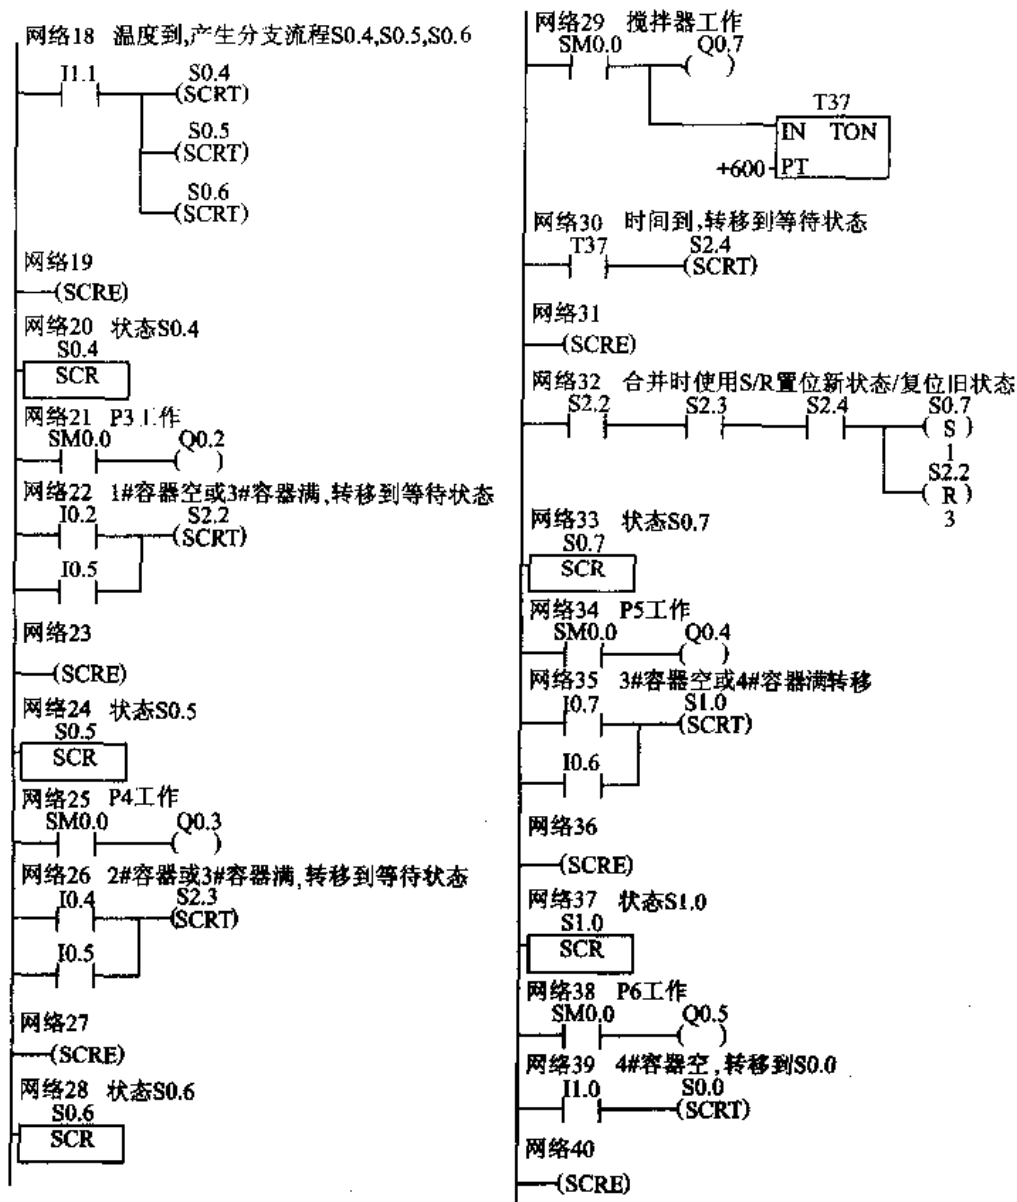 网络18 温度到,产生分支流程S0.4,S0.5,S0.6
I1.1 S0.4
(SCRT)
S0.5
(SCRT)
S0.6
(SCRT)
网络19
(SCRE)
网络20 状态S0.4
S0.4
SCR
网络21 P3工作
SM0.0 Q0.2
( )
网络22 1#容器空或3#容器满,转移到等待状态
I0.2 S2.2
(SCRT)
I0.5
网络23
(SCRE)
网络24 状态S0.5
S0.5
SCR
网络25 P4工作
SM0.0 Q0.3
( )
网络26 2#容器或3#容器满,转移到等待状态
I0.4 S2.3
(SCRT)
I0.5
网络27
(SCRE)
网络28 状态S0.6
S0.6
SCR
网络29 搅拌器工作
SM0.0 Q0.7
( )
T37
IN TON
+600 PT
网络30 时间到,转移到等待状态
T37 S2.4
(SCRT)
网络31
(SCRE)
网络32 合并时使用S/R置位新状态/复位旧状态
S2.2 S2.3 S2.4 S0.7
( S )
1
S2.2
( R )
3
网络33 状态S0.7
S0.7
SCR
网络34 P5工作
SM0.0 Q0.4
( )
网络35 3#容器空或4#容器满转移
I0.7 S1.0
(SCRT)
I0.6
网络36
(SCRE)
网络37 状态S1.0
S1.0
SCR
网络38 P6工作
SM0.0 Q0.5
( )
网络39 4#容器空,转移到S0.0
I1.0 S0.0
(SCRT)
网络40
(SCRE)